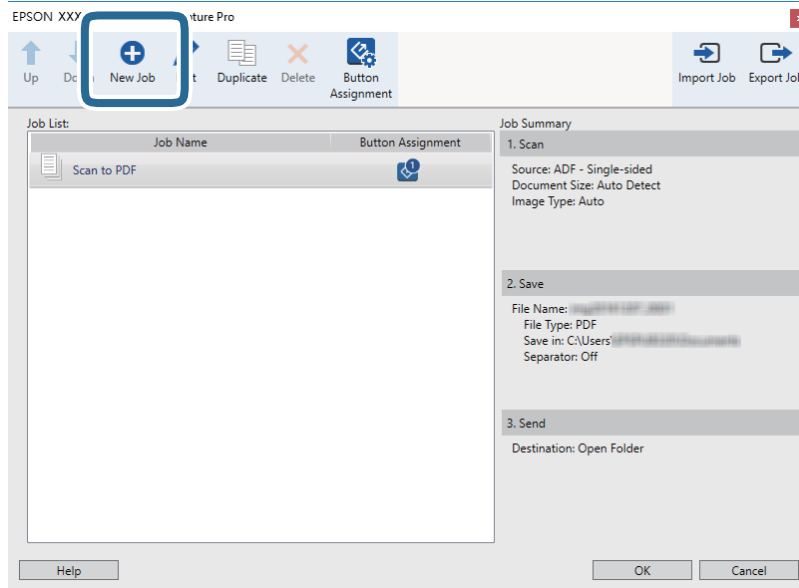 EPSON XXX ture Pro
Up
New Job
Duplicate
Delete
Button
Assignment
Import Job
Export Job
Job List:
Job Name
Button Assignment
Scan to PDF
1
Job Summary
1. Scan
Source: ADF - Single-sided
Document Size: Auto Detect
Image Type: Auto
2. Save
File Name:
File Type: PDF
Save in: C:\Users\
Separator: Off
3. Send
Destination: Open Folder
Help
OK
Cancel